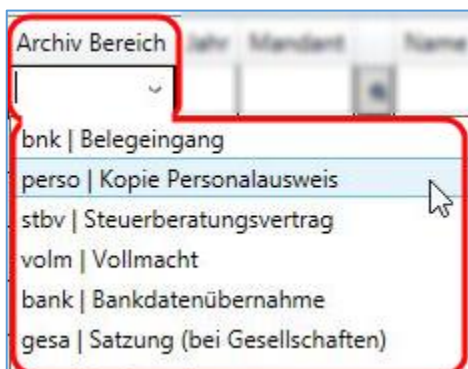 Archiv Bereich Jahr Mandant Name
bnk | Belegeingang
perso | Kopie Personalausweis
stbv | Steuerberatungsvertrag
volm | Vollmacht
bank | Bankdatenübernahme
gesa | Satzung (bei Gesellschaften)